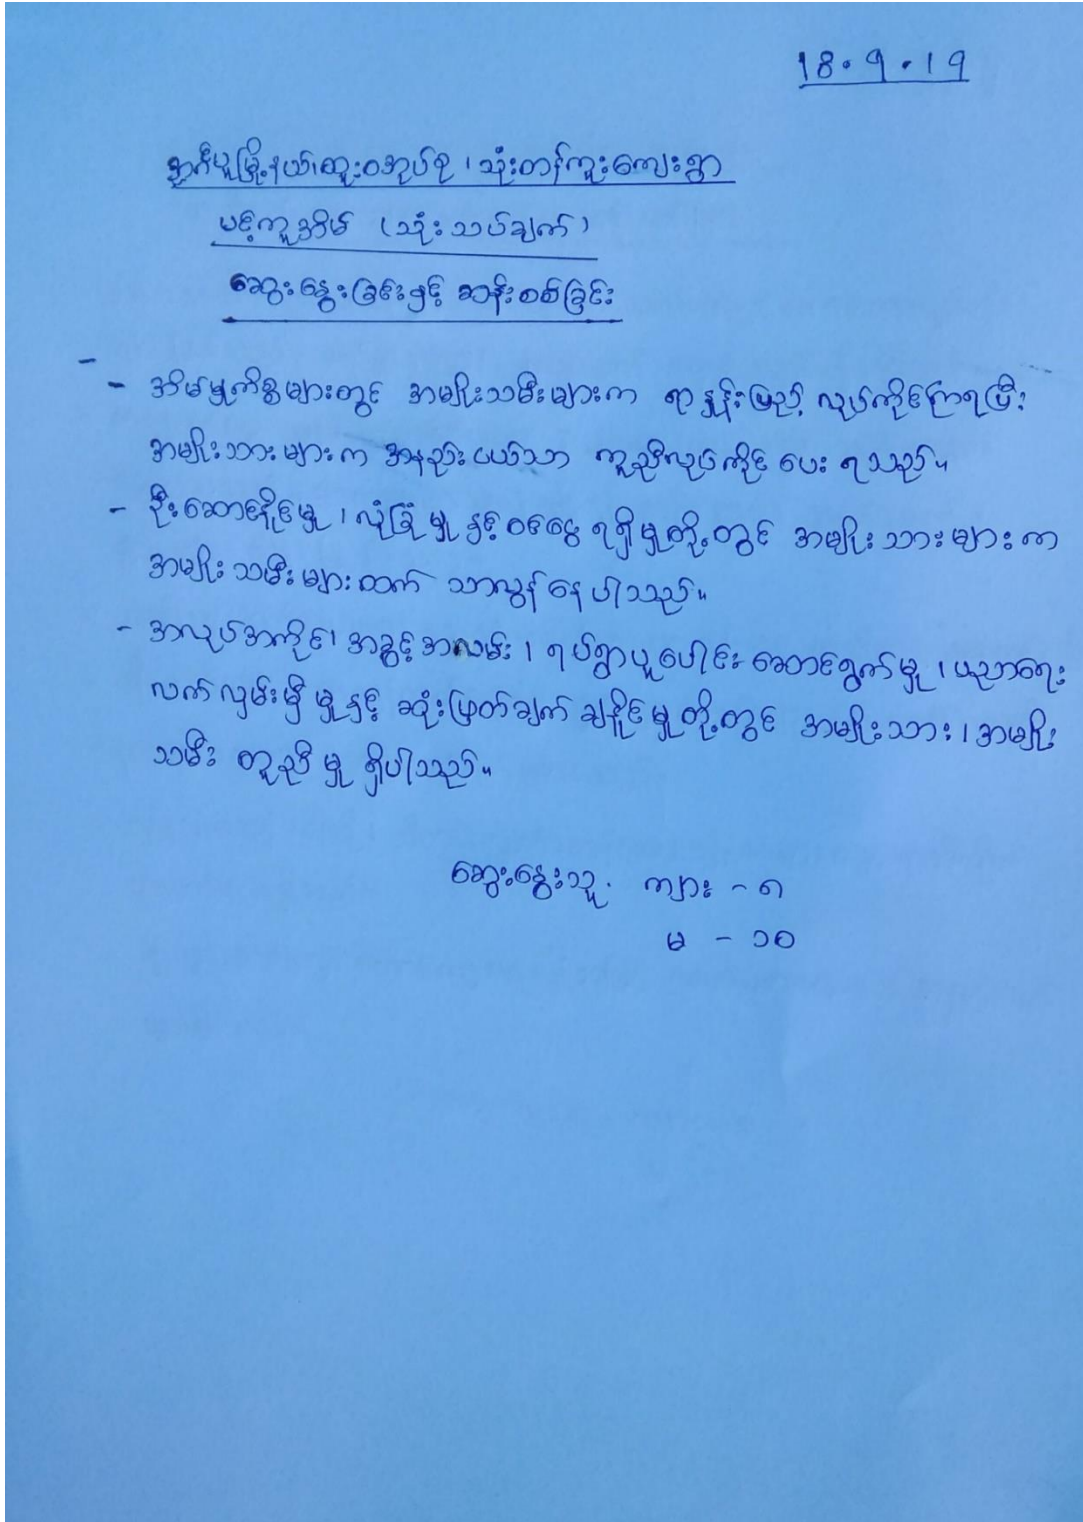 18.9.19
အင်္ဂပူမြို့နယ်၊ထူးဝအုပ်စု၊ သုံးတန်ကူးကျေးရွာ
ပင့်ကူအိမ် (သုံးသပ်ချက်)
ဆွေးနွေးခြင်းနှင့် ဆန်းစစ်ခြင်း
- အိမ်မှုကိစ္စများတွင် အမျိုးသမီးများက ရာနှုန်းပြည့် လုပ်ကိုင်ကြရပြီး
အမျိုးသားများက အနည်းငယ်သာ ကူညီလုပ်ကိုင် ပေး ရသည်။
- ဦးဆောင်နိုင်မှု ၊ လုံခြုံမှု နှင့် ဝင်ငွေ ရရှိမှုတို့တွင် အမျိုးသားများက
အမျိုးသမီးများထက် သာလွန်နေပါသည်။
- အလုပ်အကိုင်၊ အခွင့်အလမ်း ၊ ရပ်ရွာပူပေါင်းဆောင်ရွက်မှု ၊ ပညာရေး
လက်လှမ်းမှီမှုနှင့် ဆုံးဖြတ်ချက် ချနိုင်မှုတို့တွင် အမျိုးသား၊ အမျိုး
သမီး တူညီမှု ရှိပါသည်။
ဆွေးနွေးသူ ကျား - ၈
မ - ၁၀